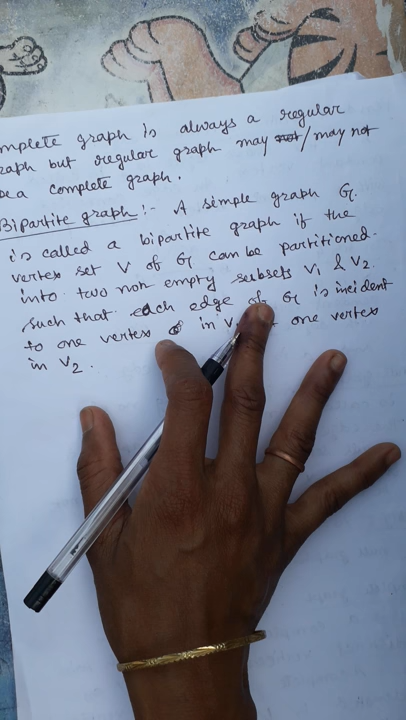 mplete graph is always a regular
raph but regular graph may / may not
be a complete graph.
Bipartite graph :- A simple graph G
is called a bipartite graph if the
vertex set V of G can be partitioned
into two non empty subsets V1 & V2
such that each edge of G is incident
to one vertex in V one vertex
in V2.